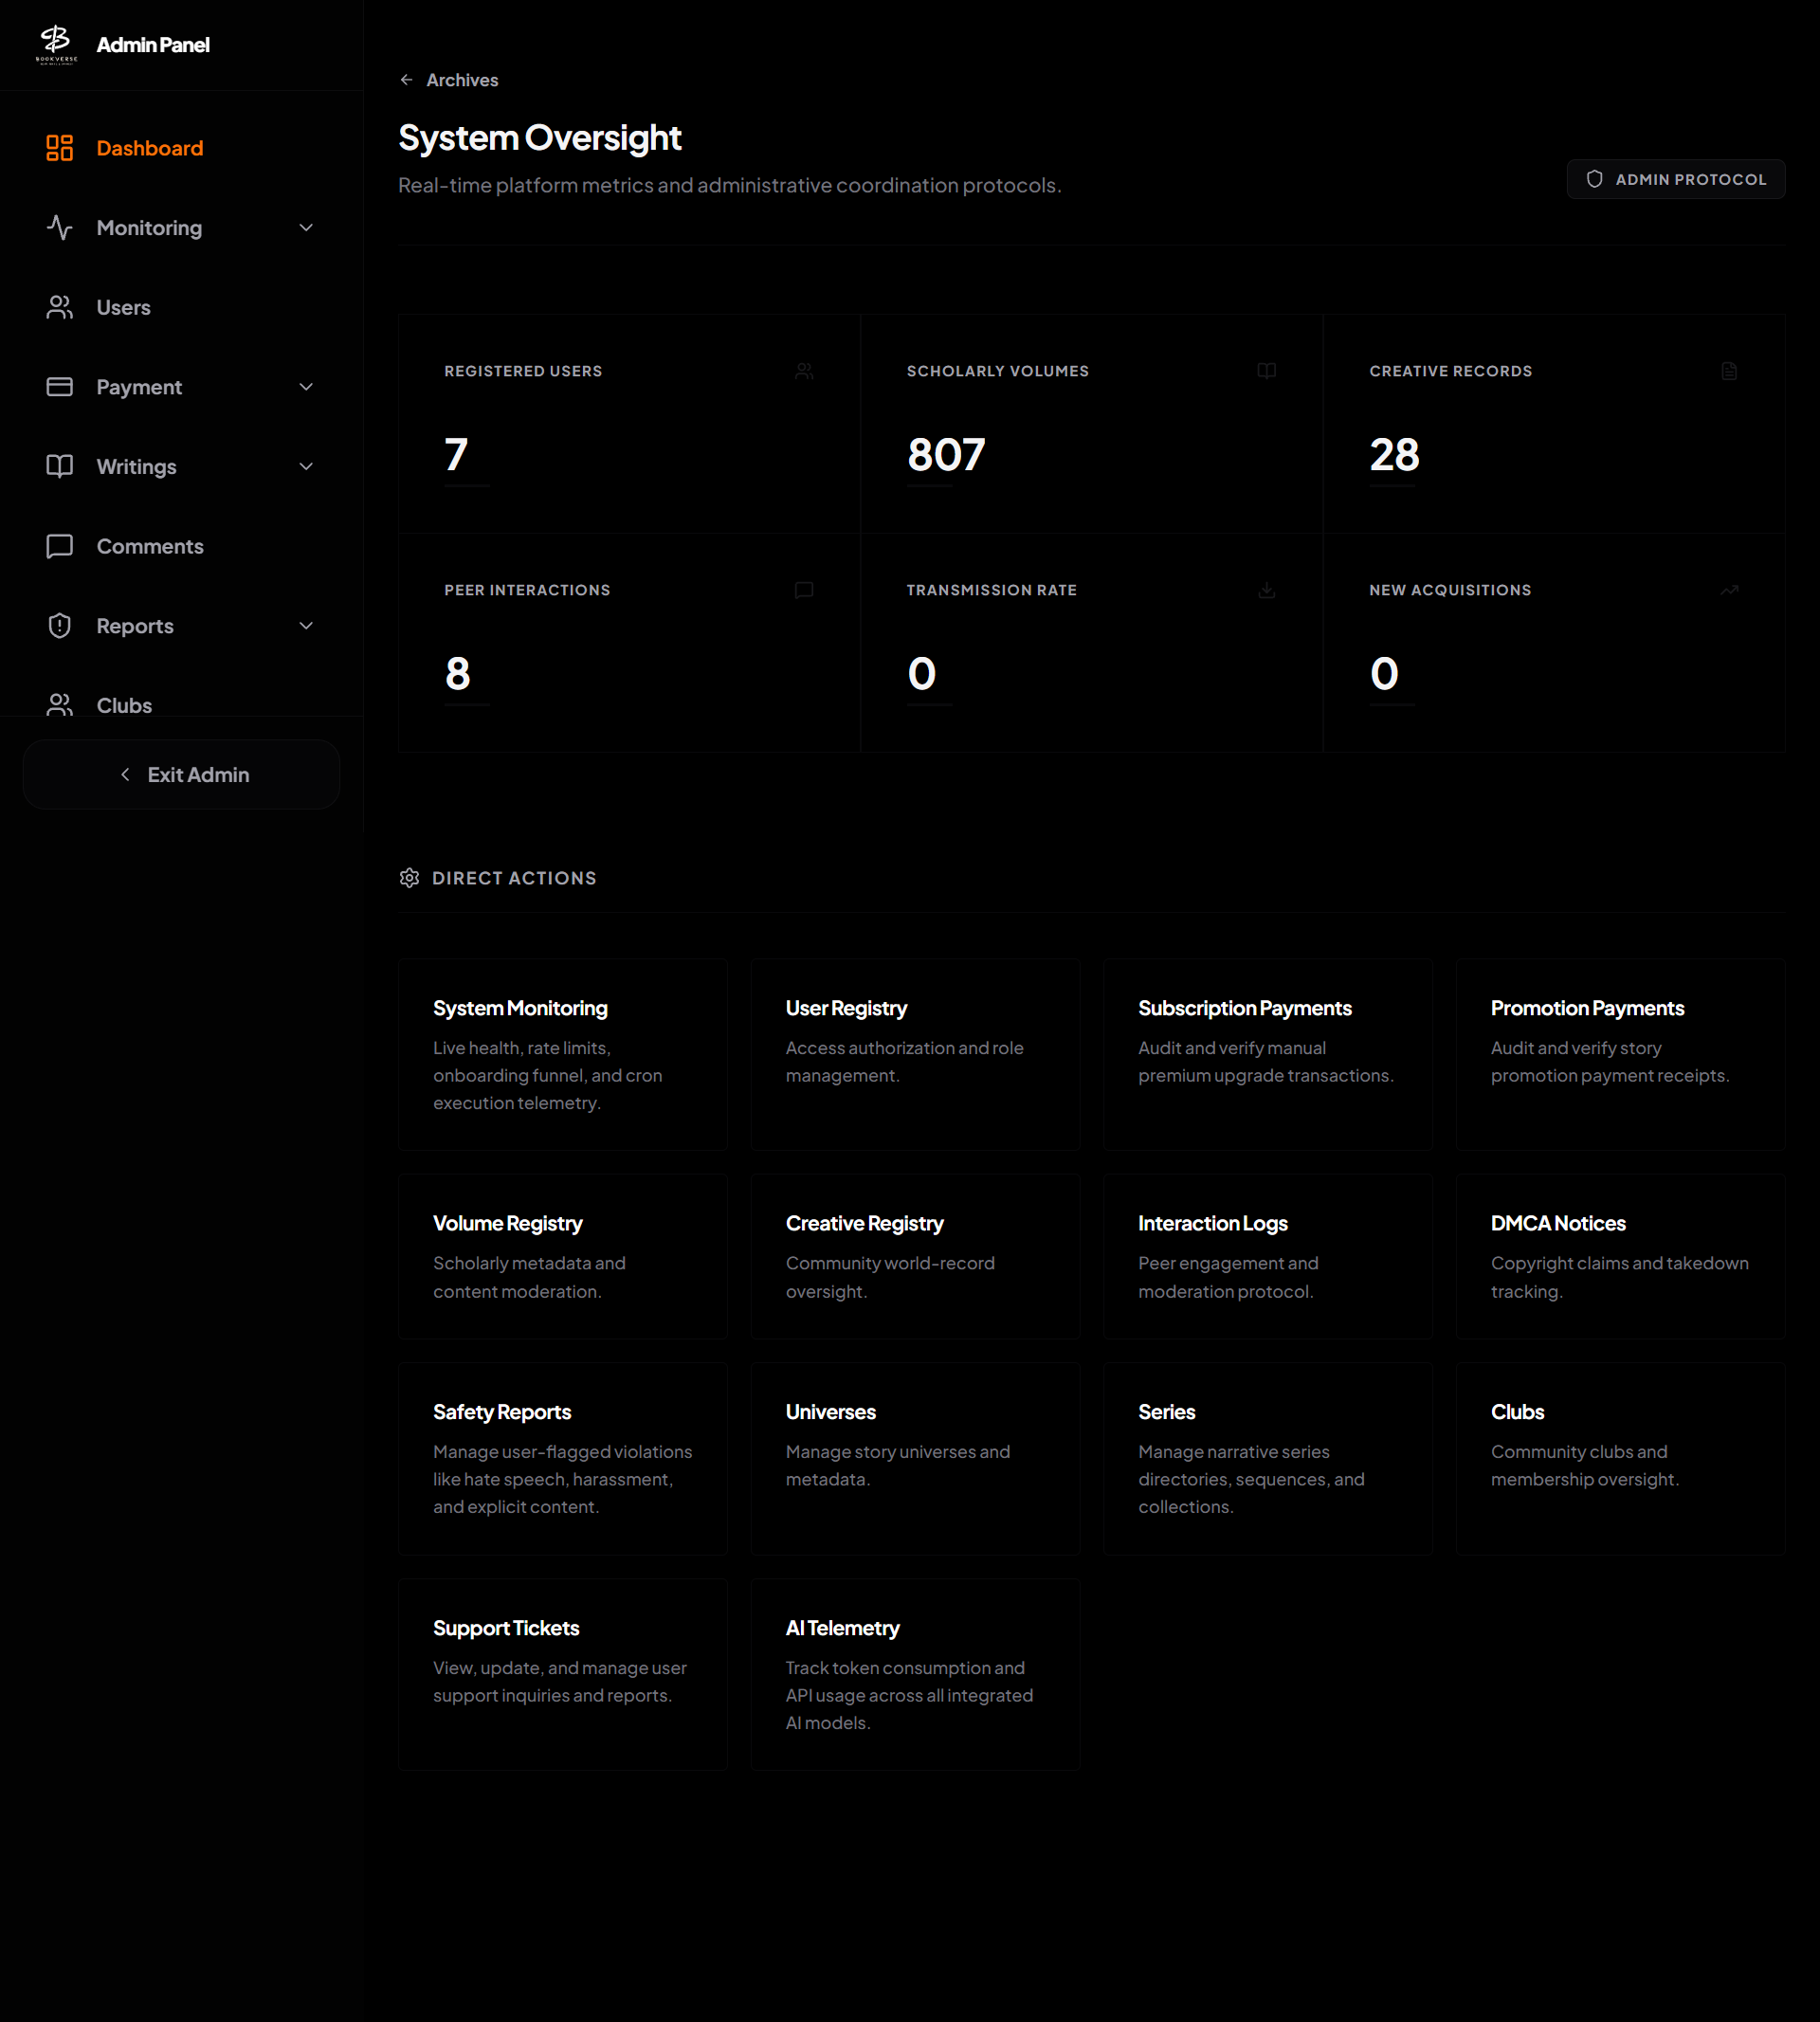 BOOKVERSE
Admin Panel
Dashboard
Monitoring
Users
Payment
Writings
Comments
Reports
Clubs
Exit Admin
Archives
System Oversight
Real-time platform metrics and administrative coordination protocols.
ADMIN PROTOCOL
REGISTERED USERS
7
SCHOLARLY VOLUMES
807
CREATIVE RECORDS
28
PEER INTERACTIONS
8
TRANSMISSION RATE
0
NEW ACQUISITIONS
0
DIRECT ACTIONS
System Monitoring
Live health, rate limits,
onboarding funnel, and cron
execution telemetry.
User Registry
Access authorization and role
management.
Subscription Payments
Audit and verify manual
premium upgrade transactions.
Promotion Payments
Audit and verify story
promotion payment receipts.
Volume Registry
Scholarly metadata and
content moderation.
Creative Registry
Community world-record
oversight.
Interaction Logs
Peer engagement and
moderation protocol.
DMCA Notices
Copyright claims and takedown
tracking.
Safety Reports
Manage user-flagged violations
like hate speech, harassment,
and explicit content.
Universes
Manage story universes and
metadata.
Series
Manage narrative series
directories, sequences, and
collections.
Clubs
Community clubs and
membership oversight.
Support Tickets
View, update, and manage user
support inquiries and reports.
AI Telemetry
Track token consumption and
API usage across all integrated
AI models.